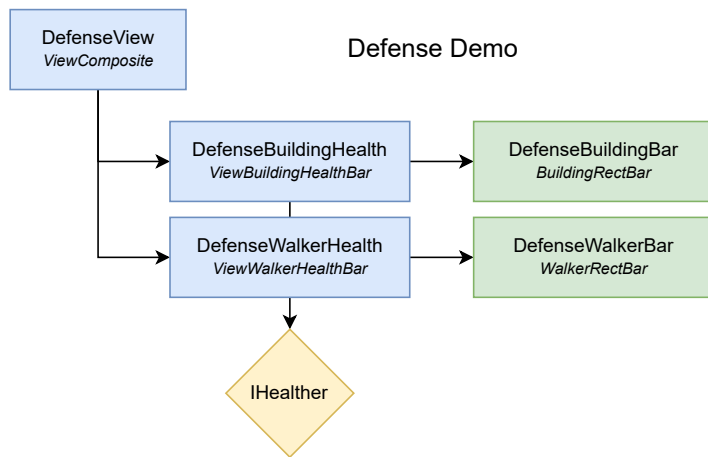 DefenseView
ViewComposite
Defense Demo
DefenseBuildingHealth
ViewBuildingHealthBar
DefenseBuildingBar
BuildingRectBar
DefenseWalkerHealth
ViewWalkerHealthBar
DefenseWalkerBar
WalkerRectBar
IHealther